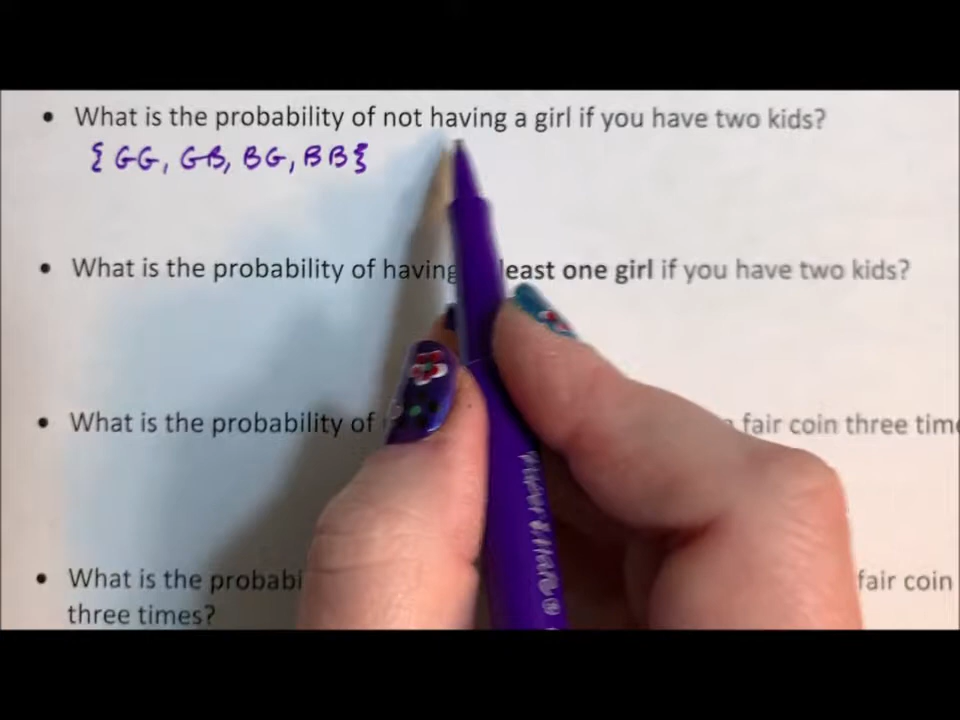 • What is the probability of not having a girl if you have two kids?
{ GG, GB, BG, BB }
• What is the probability of having least one girl if you have two kids?
• What is the probability of fair coin three
• What is the fair coin
three times?